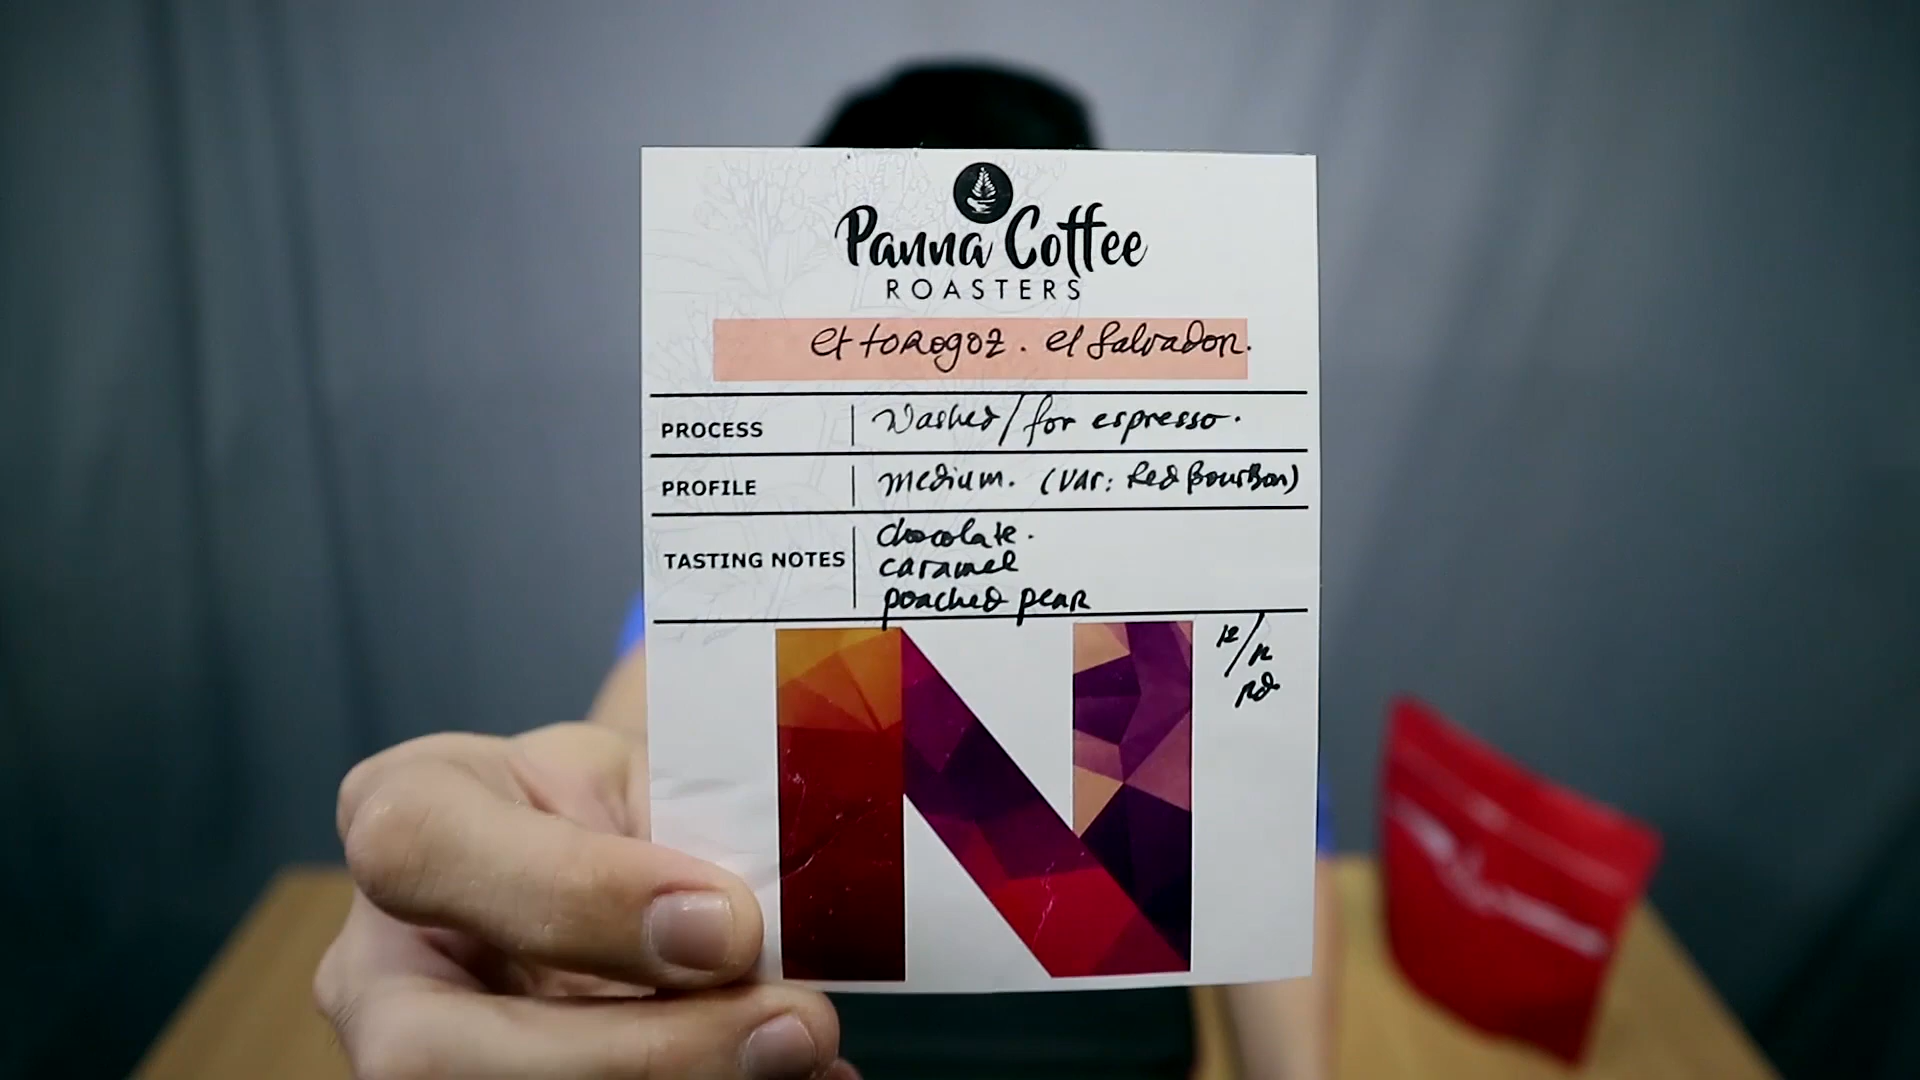 Panna Coffee
ROASTERS
el torogoz. el Salvador.
PROCESS Washed/for espresso.
PROFILE medium. (var: Red Bourbon)
TASTING NOTES chocolate.
caramel
poached pear
N